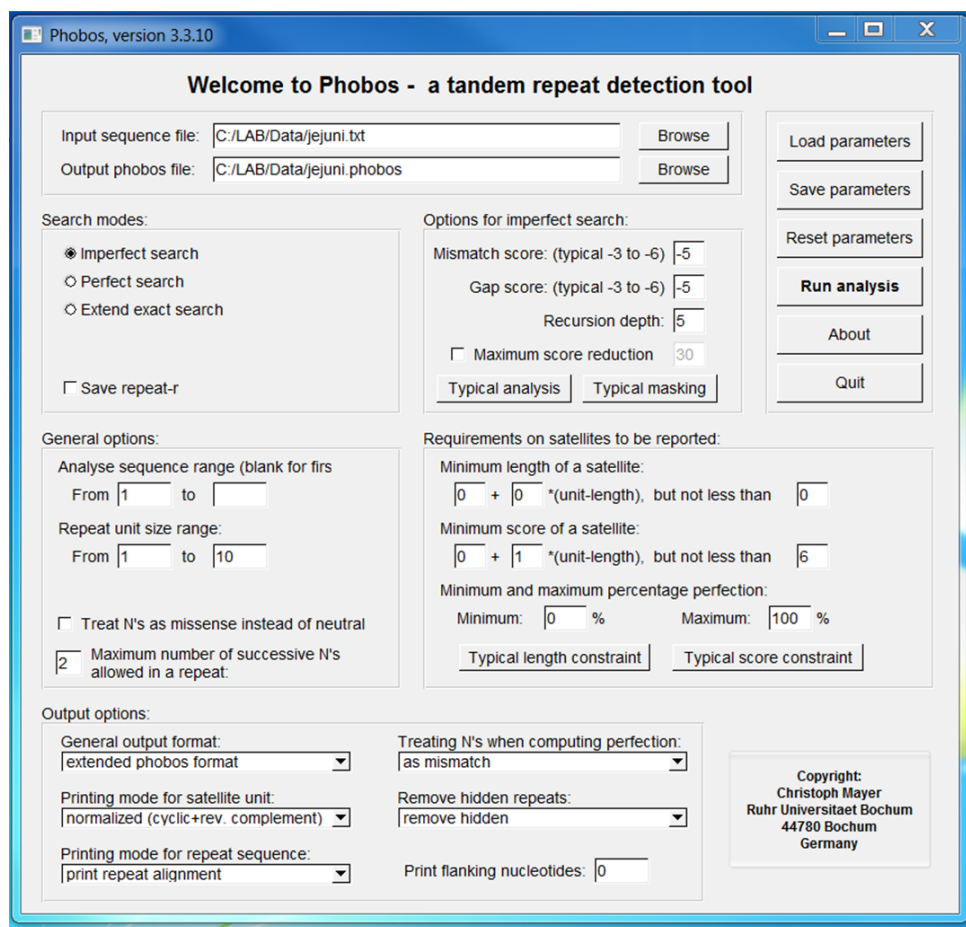 Phobos, version 3.3.10
Welcome to Phobos - a tandem repeat detection tool
Input sequence file: C:/LAB/Data/jejuni.txt Browse
Output phobos file: C:/LAB/Data/jejuni.phobos Browse
Load parameters
Save parameters
Reset parameters
Run analysis
About
Quit
Search modes:
Imperfect search
Perfect search
Extend exact search
Save repeat-r
Options for imperfect search:
Mismatch score: (typical -3 to -6) -5
Gap score: (typical -3 to -6) -5
Recursion depth: 5
Maximum score reduction 30
Typical analysis Typical masking
General options:
Analyse sequence range (blank for firs
From 1 to
Repeat unit size range:
From 1 to 10
Treat N's as missense instead of neutral
2 Maximum number of successive N's
allowed in a repeat:
Requirements on satellites to be reported:
Minimum length of a satellite:
0 + 0 *(unit-length), but not less than 0
Minimum score of a satellite:
0 + 1 *(unit-length), but not less than 6
Minimum and maximum percentage perfection:
Minimum: 0 % Maximum: 100 %
Typical length constraint Typical score constraint
Output options:
General output format:
extended phobos format
Printing mode for satellite unit:
normalized (cyclic+rev. complement)
Printing mode for repeat sequence:
print repeat alignment
Treating N's when computing perfection:
as mismatch
Remove hidden repeats:
remove hidden
Print flanking nucleotides: 0
Copyright:
Christoph Mayer
Ruhr Universitaet Bochum
44780 Bochum
Germany